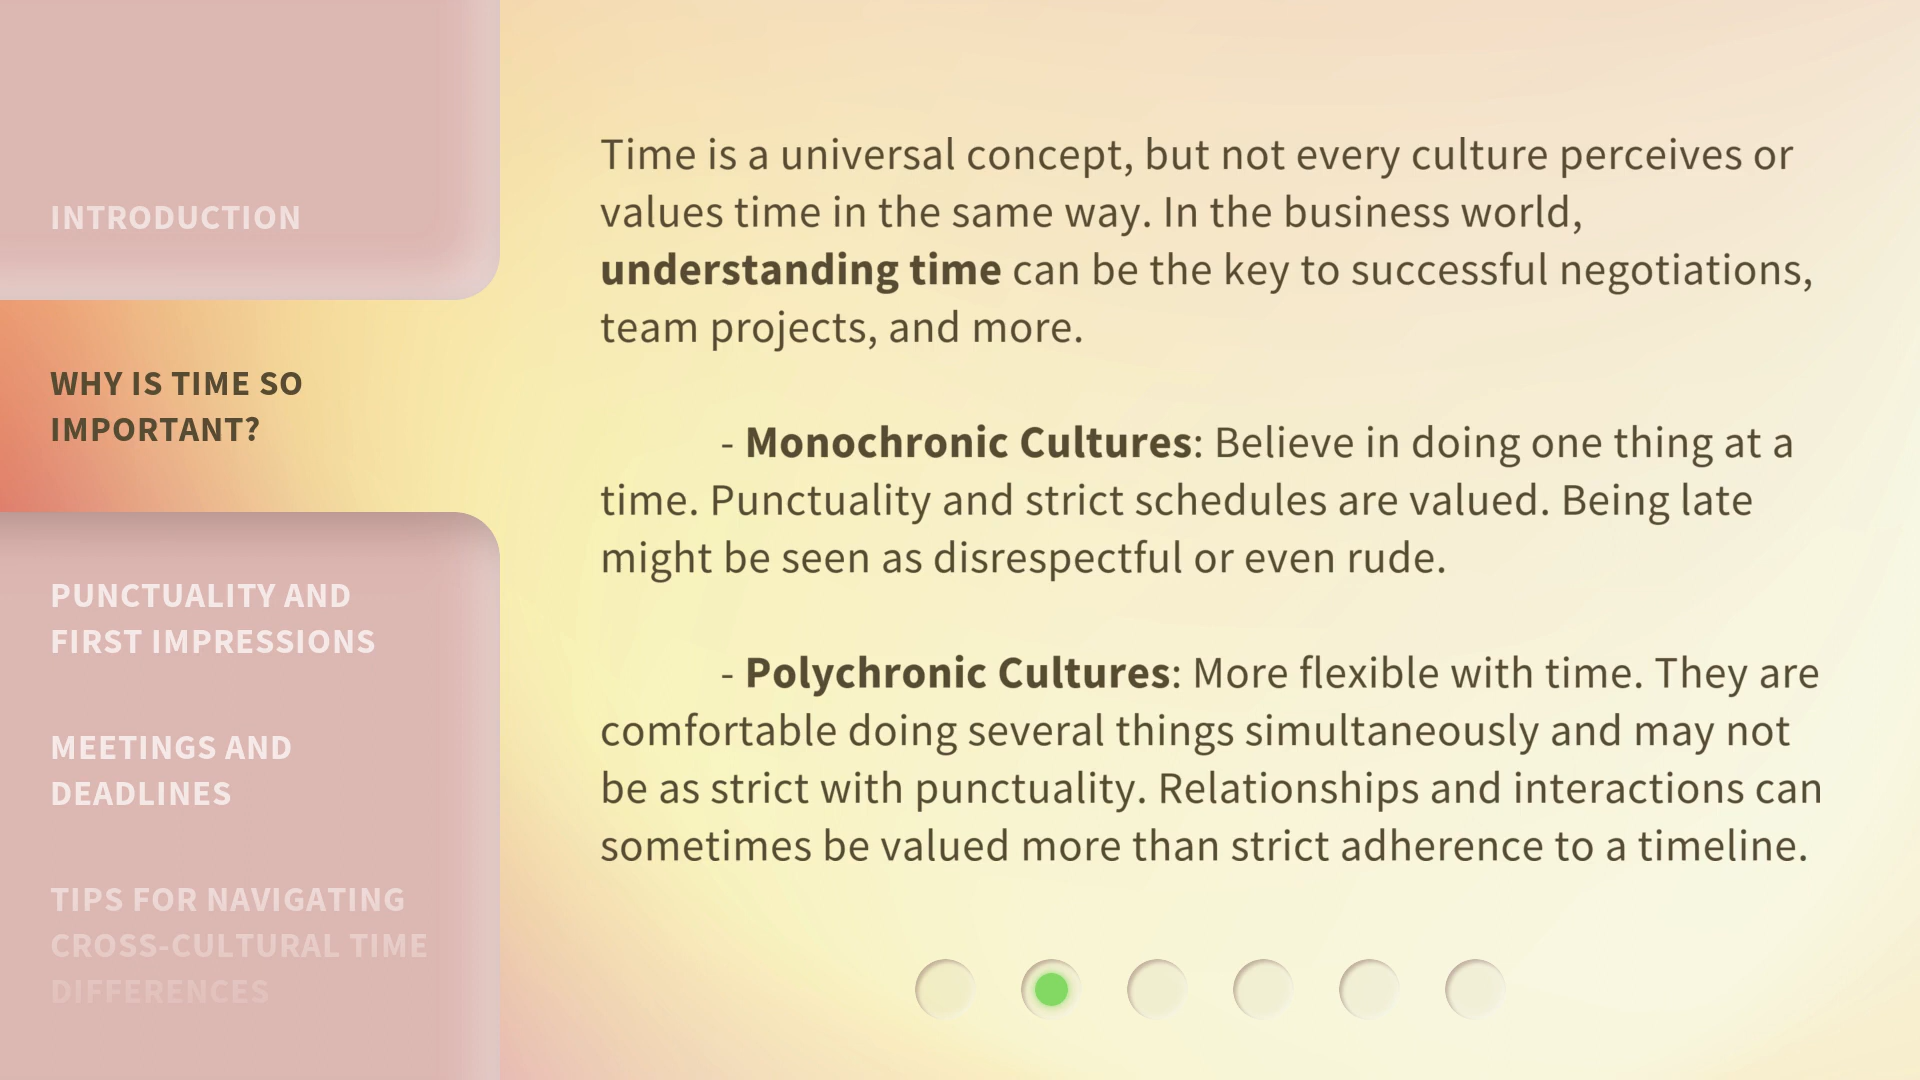 INTRODUCTION
WHY IS TIME SO
IMPORTANT?
PUNCTUALITY AND
FIRST IMPRESSIONS
MEETINGS AND
DEADLINES
TIPS FOR NAVIGATING
CROSS-CULTURAL TIME
DIFFERENCES
Time is a universal concept, but not every culture perceives or
values time in the same way. In the business world,
understanding time can be the key to successful negotiations,
team projects, and more.
- Monochronic Cultures: Believe in doing one thing at a
time. Punctuality and strict schedules are valued. Being late
might be seen as disrespectful or even rude.
- Polychronic Cultures: More flexible with time. They are
comfortable doing several things simultaneously and may not
be as strict with punctuality. Relationships and interactions can
sometimes be valued more than strict adherence to a timeline.